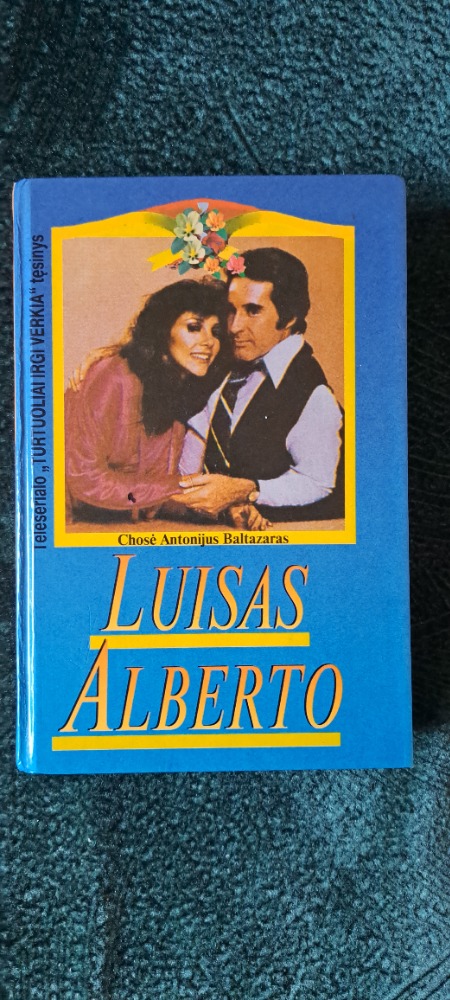 Teleserialo „TURTUOLIAI IRGI VERKIA“ tęsinys
Chosė Antonijus Baltazaras
LUISAS
ALBERTO